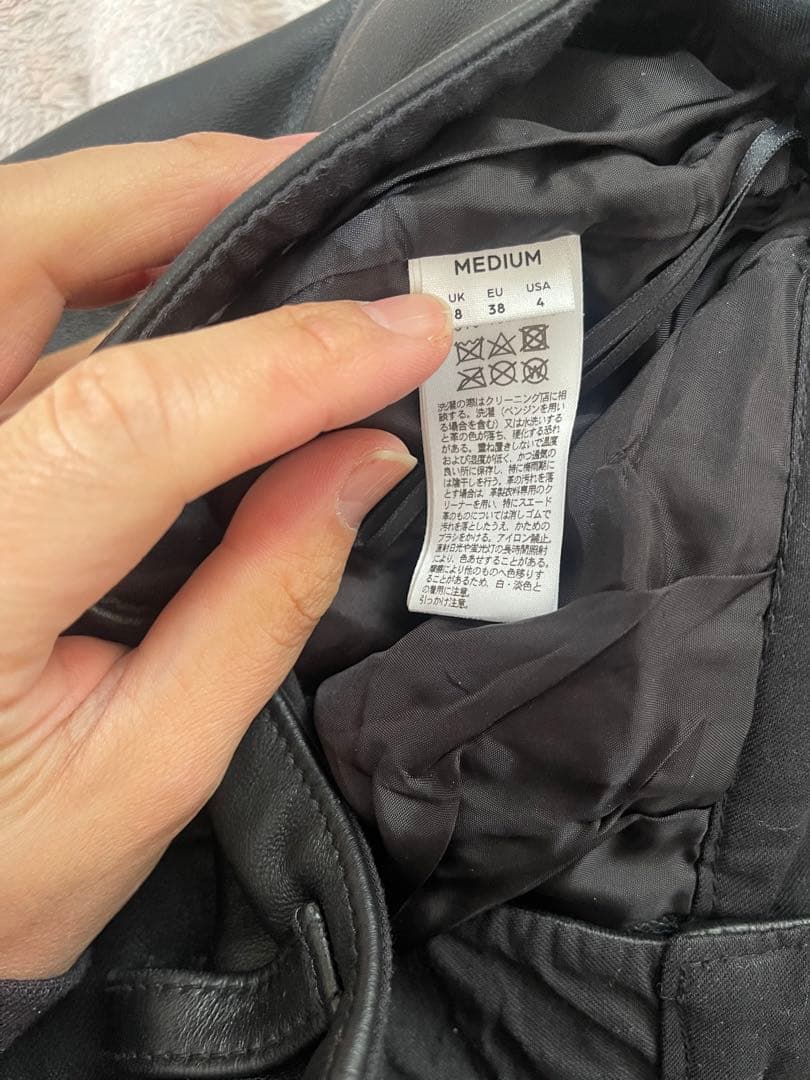 MEDIUM
UK EU USA
8 38 4
洗濯の際はクリーニング店に相
談する。洗濯（ベンジンを用い
る場合を含む）又は水洗いする
と革の色が落ち、硬化する恐れ
がある。重ね置きしないで温度
および湿度が低く、かつ通気の
良い所に保存し、特に梅雨期に
は陰干しを行う。革の汚れを落
とす場合は、革製衣料専用のク
リーナーを用い、特にスエード
革のものについては消しゴムで
汚れを落としたうえ、かための
ブラシをかける。アイロン禁止。
直射日光や蛍光灯の長時間照射
により、色あせすることがある。
摩擦により他のものへ色移りす
ることがあるため、白・淡色と
の着用に注意。
引っかけ注意。